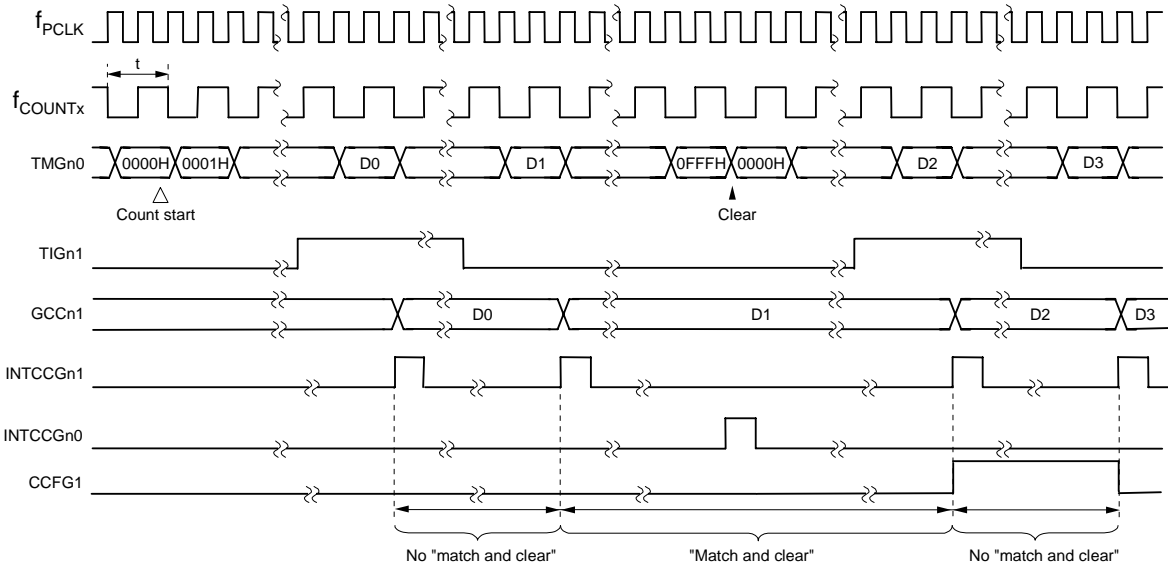 fPCLK
t
fCOUNTx
TMGn0 0000H 0001H D0 D1 0FFFH 0000H D2 D3
Count start Clear
TIGn1
GCCn1 D0 D1 D2 D3
INTCCGn1
INTCCGn0
CCFG1
No "match and clear" "Match and clear" No "match and clear"